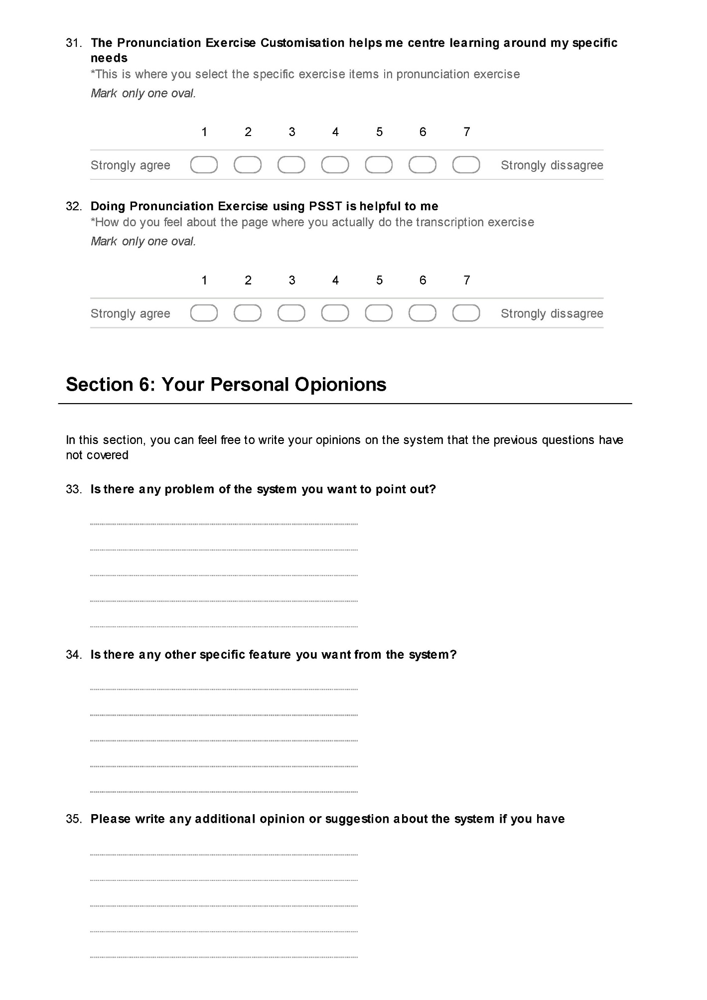 31. The Pronunciation Exercise Customisation helps me centre learning around my specific
needs
*This is where you select the specific exercise items in pronunciation exercise
Mark only one oval.
1 2 3 4 5 6 7
Strongly agree Strongly dissagree
32. Doing Pronunciation Exercise using PSST is helpful to me
*How do you feel about the page where you actually do the transcription exercise
Mark only one oval.
1 2 3 4 5 6 7
Strongly agree Strongly dissagree
Section 6: Your Personal Opionions
In this section, you can feel free to write your opinions on the system that the previous questions have
not covered
33. Is there any problem of the system you want to point out?
34. Is there any other specific feature you want from the system?
35. Please write any additional opinion or suggestion about the system if you have